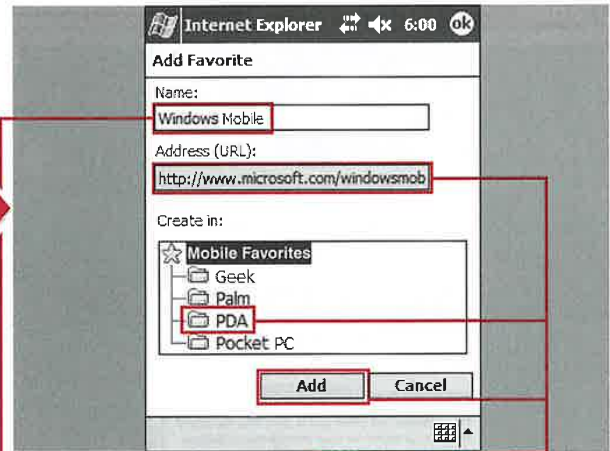 Internet Explorer 6:00 ok
Add Favorite
Name:
Windows Mobile
Address (URL):
http://www.microsoft.com/windowsmob
Create in:
Mobile Favorites
Geek
Palm
PDA
Pocket PC
Add Cancel